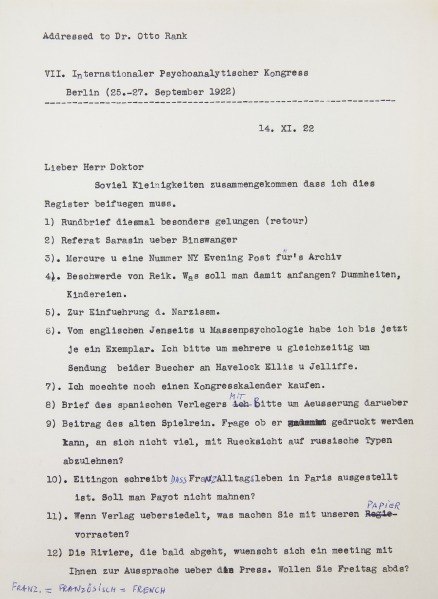 Addressed to Dr. Otto Rank
VII. Internationaler Psychoanalytischer Kongress
Berlin (25.-27. September 1922)
14. XI. 22
Lieber Herr Doktor
Soviel Kleinigkeiten zusammengekommen dass ich dies
Register beifuegen muss.
1) Rundbrief diesmal besonders gelungen (retour)
2) Referat Sarasin ueber Binswanger
3). Mercure u eine Nummer NY Evening Post für's Archiv
4). Beschwerde von Reik. Was soll man damit anfangen? Dummheiten,
Kindereien.
5). Zur Einfuehrung d. Narzissm.
6). Vom englischen Jenseits u Massenpsychologie habe ich bis jetzt
je ein Exemplar. Ich bitte um mehrere u gleichzeitig um
Sendung beider Buecher an Havelock Ellis u Jelliffe.
7). Ich moechte noch einen Kongresskalender kaufen.
8) Brief des spanischen Verlegers ich MIT Bitte um Aeusserung darueber
9) Beitrag des alten Spielrein. Frage ob er gedruckt werden
kann, an sich nicht viel, mit Ruecksicht auf russische Typen
abzulehnen?
10). Eitingon schreibt DASS FranZ Alltagsleben in Paris ausgestellt
ist. Soll man Payot nicht mahnen?
11). Wenn Verlag uebersiedelt, was machen Sie mit unseren Regie- PAPIER
vorraeten?
12) Die Riviere, die bald abgeht, wuenscht sich ein meeting mit
Ihnen zur Aussprache ueber die Press. Wollen Sie Freitag abds?
FRANZ. = FRANZÖSISCH = FRENCH